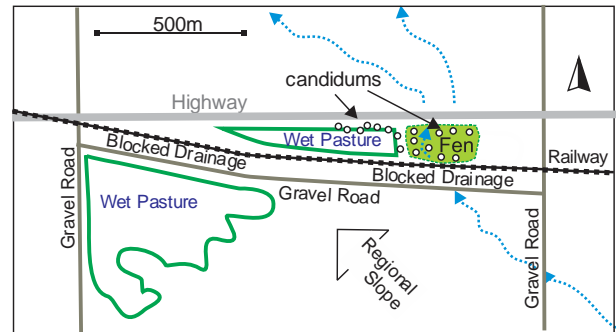 500m
candidums
Highway
Wet Pasture
Fen
Blocked Drainage
Railway
Blocked Drainage
Gravel Road
Wet Pasture
Gravel Road
Gravel Road
Regional
Slope